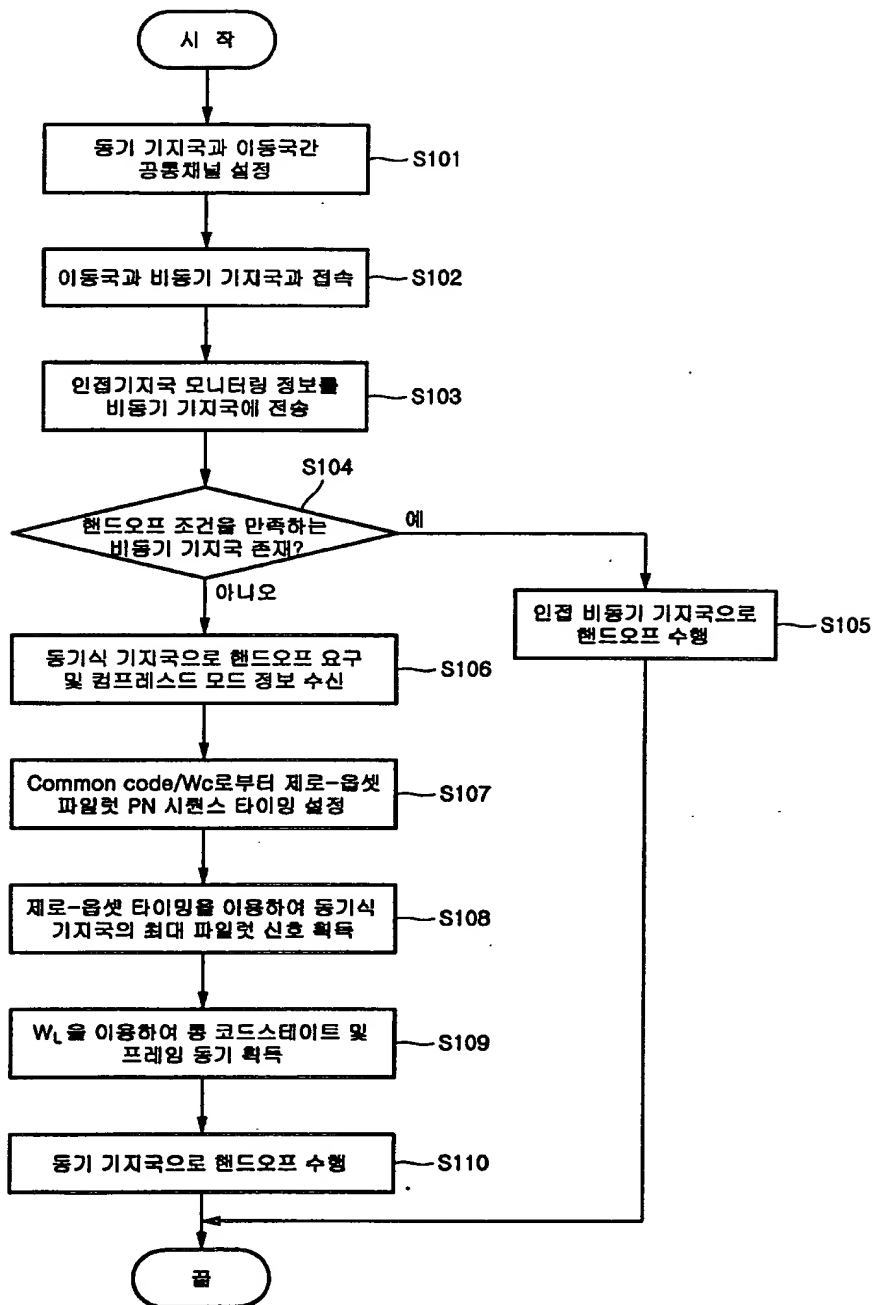 시 작
동기 기지국과 이동국간
공통채널 설정
S101
이동국과 비동기 기지국과 접속
S102
인접기지국 모니터링 정보를
비동기 기지국에 전송
S103
S104
핸드오프 조건을 만족하는
비동기 기지국 존재?
예
아니오
인접 비동기 기지국으로
핸드오프 수행
S105
동기식 기지국으로 핸드오프 요구
및 컴프레스드 모드 정보 수신
S106
Common code/Wc로부터 제로-옵셋
파일럿 PN 시퀀스 타이밍 설정
S107
제로-옵셋 타이밍을 이용하여 동기식
기지국의 최대 파일럿 신호 획득
S108
WL을 이용하여 롱 코드스테이트 및
프레임 동기 획득
S109
동기 기지국으로 핸드오프 수행
S110
끝